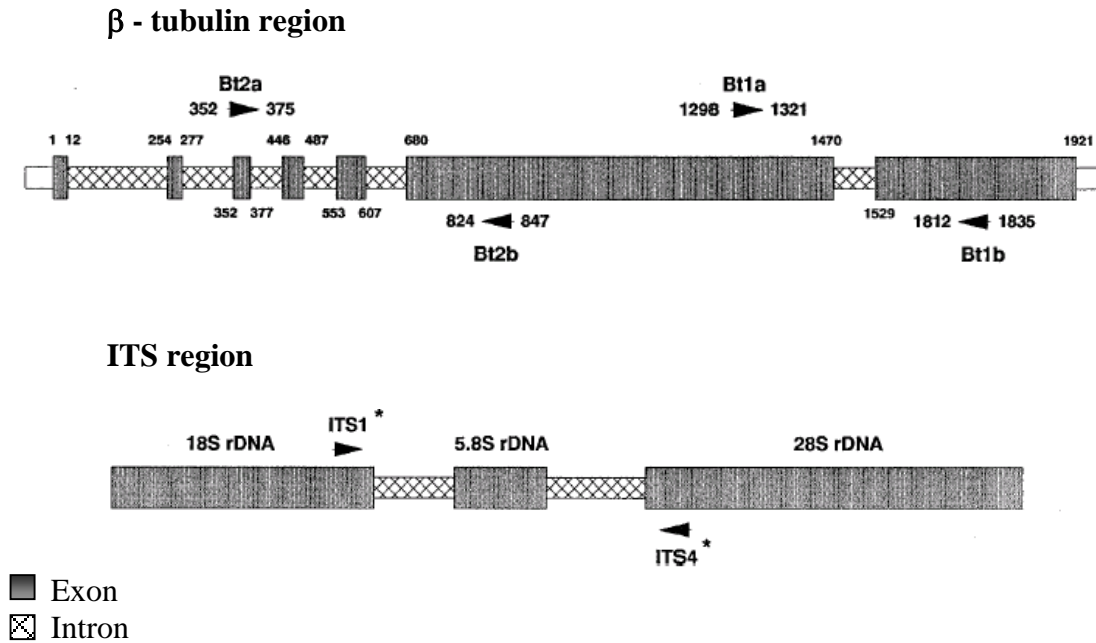 β - tubulin region
Bt2a
Bt1a
352 375
1298 1321
1 12 254 277 446 487 680 1470 1921
352 377 553 607 824 847 1529 1812 1835
Bt2b
Bt1b
ITS region
ITS1 *
18S rDNA 5.8S rDNA 28S rDNA
ITS4 *
Exon
Intron